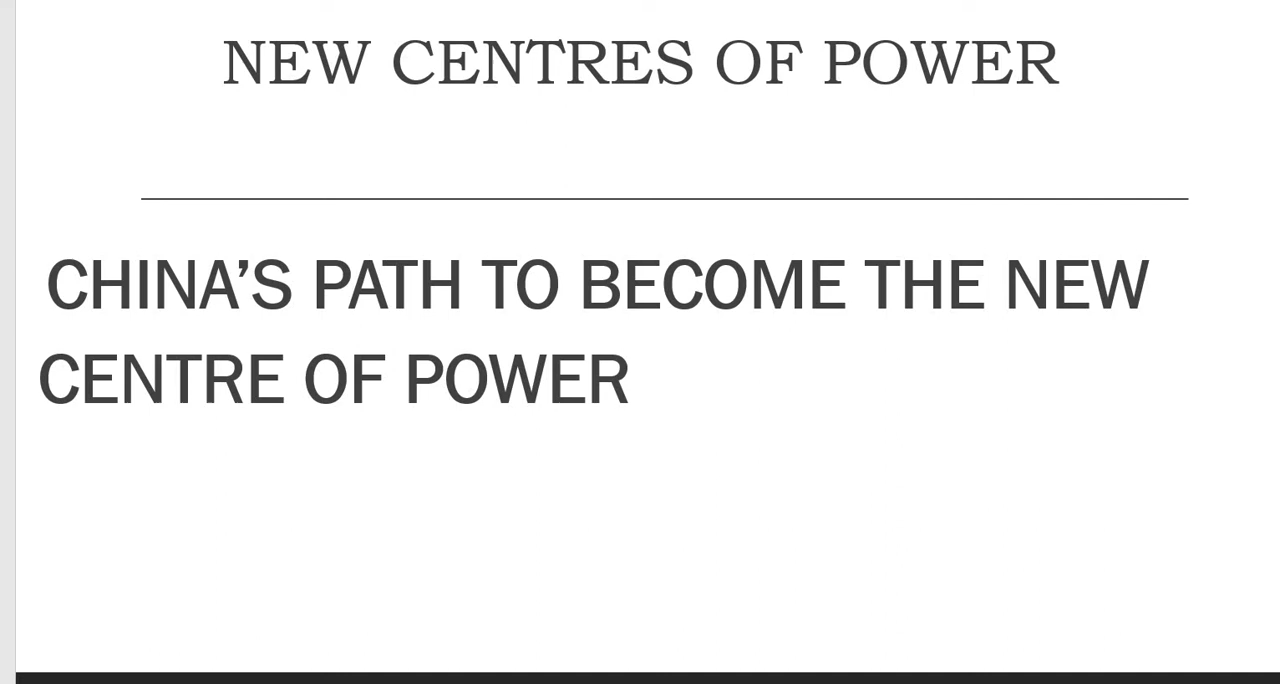 NEW CENTRES OF POWER
CHINA’S PATH TO BECOME THE NEW
CENTRE OF POWER